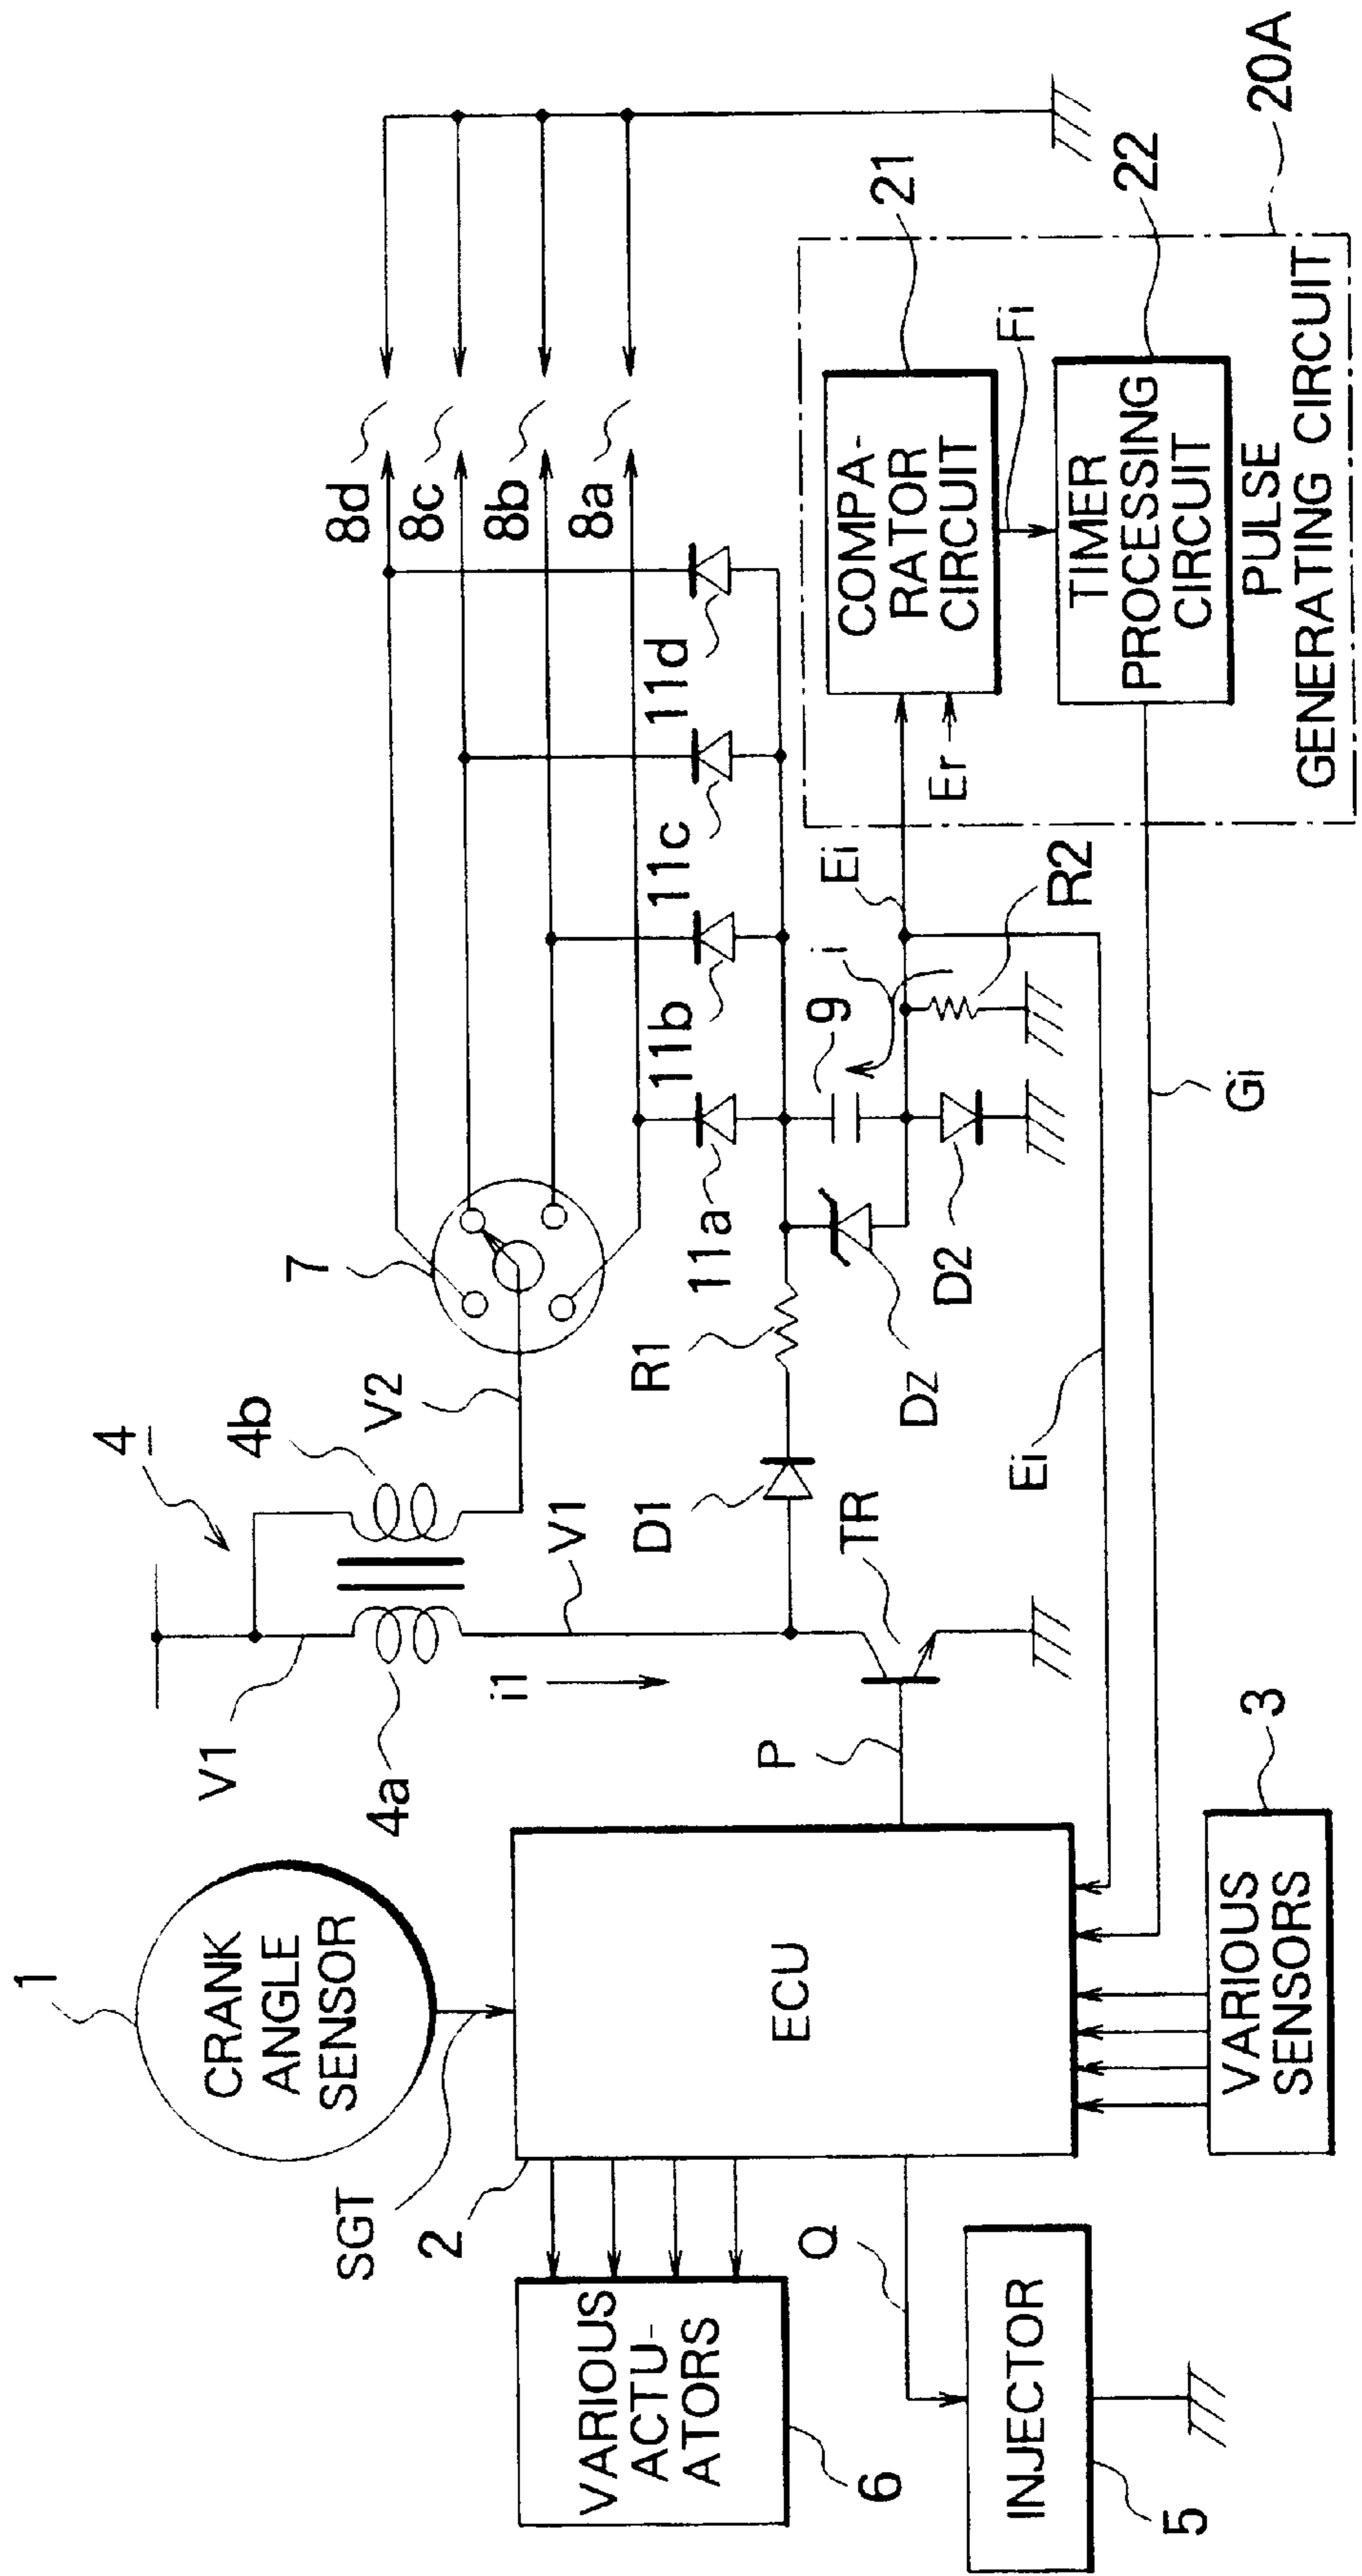 1
CRANK
ANGLE
SENSOR
SGT
2
ECU
VARIOUS
ACTU-
ATORS
6
Q
INJECTOR
5
VARIOUS
SENSORS
3
P
V1
4a
i1
4
4b
V1
V2
7
D1
R1
TR
Dz
D2
9
i
R2
Ei
Ei
Gi
11a
11b
11c
11d
8d
8c
8b
8a
Er
COMPA-
RATOR
CIRCUIT
21
Fi
TIMER
PROCESSING
CIRCUIT
22
PULSE
GENERATING CIRCUIT
20A